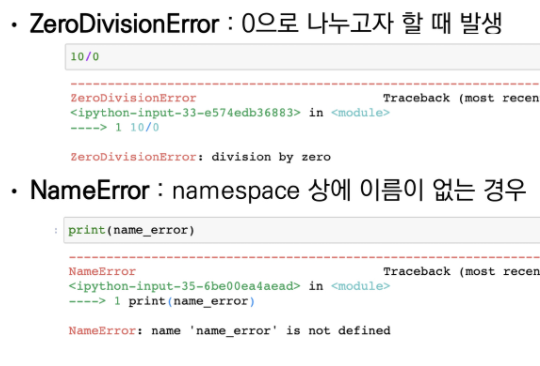 • ZeroDivisionError : 0으로 나누고자 할 때 발생
10/0
---------------------------------------------------------------------------
ZeroDivisionError Traceback (most recen
<ipython-input-33-e574edb36883> in <module>
----> 1 10/0
ZeroDivisionError: division by zero
• NameError : namespace 상에 이름이 없는 경우
: print(name_error)
---------------------------------------------------------------------------
NameError Traceback (most recen
<ipython-input-35-6be00ea4aead> in <module>
----> 1 print(name_error)
NameError: name 'name_error' is not defined